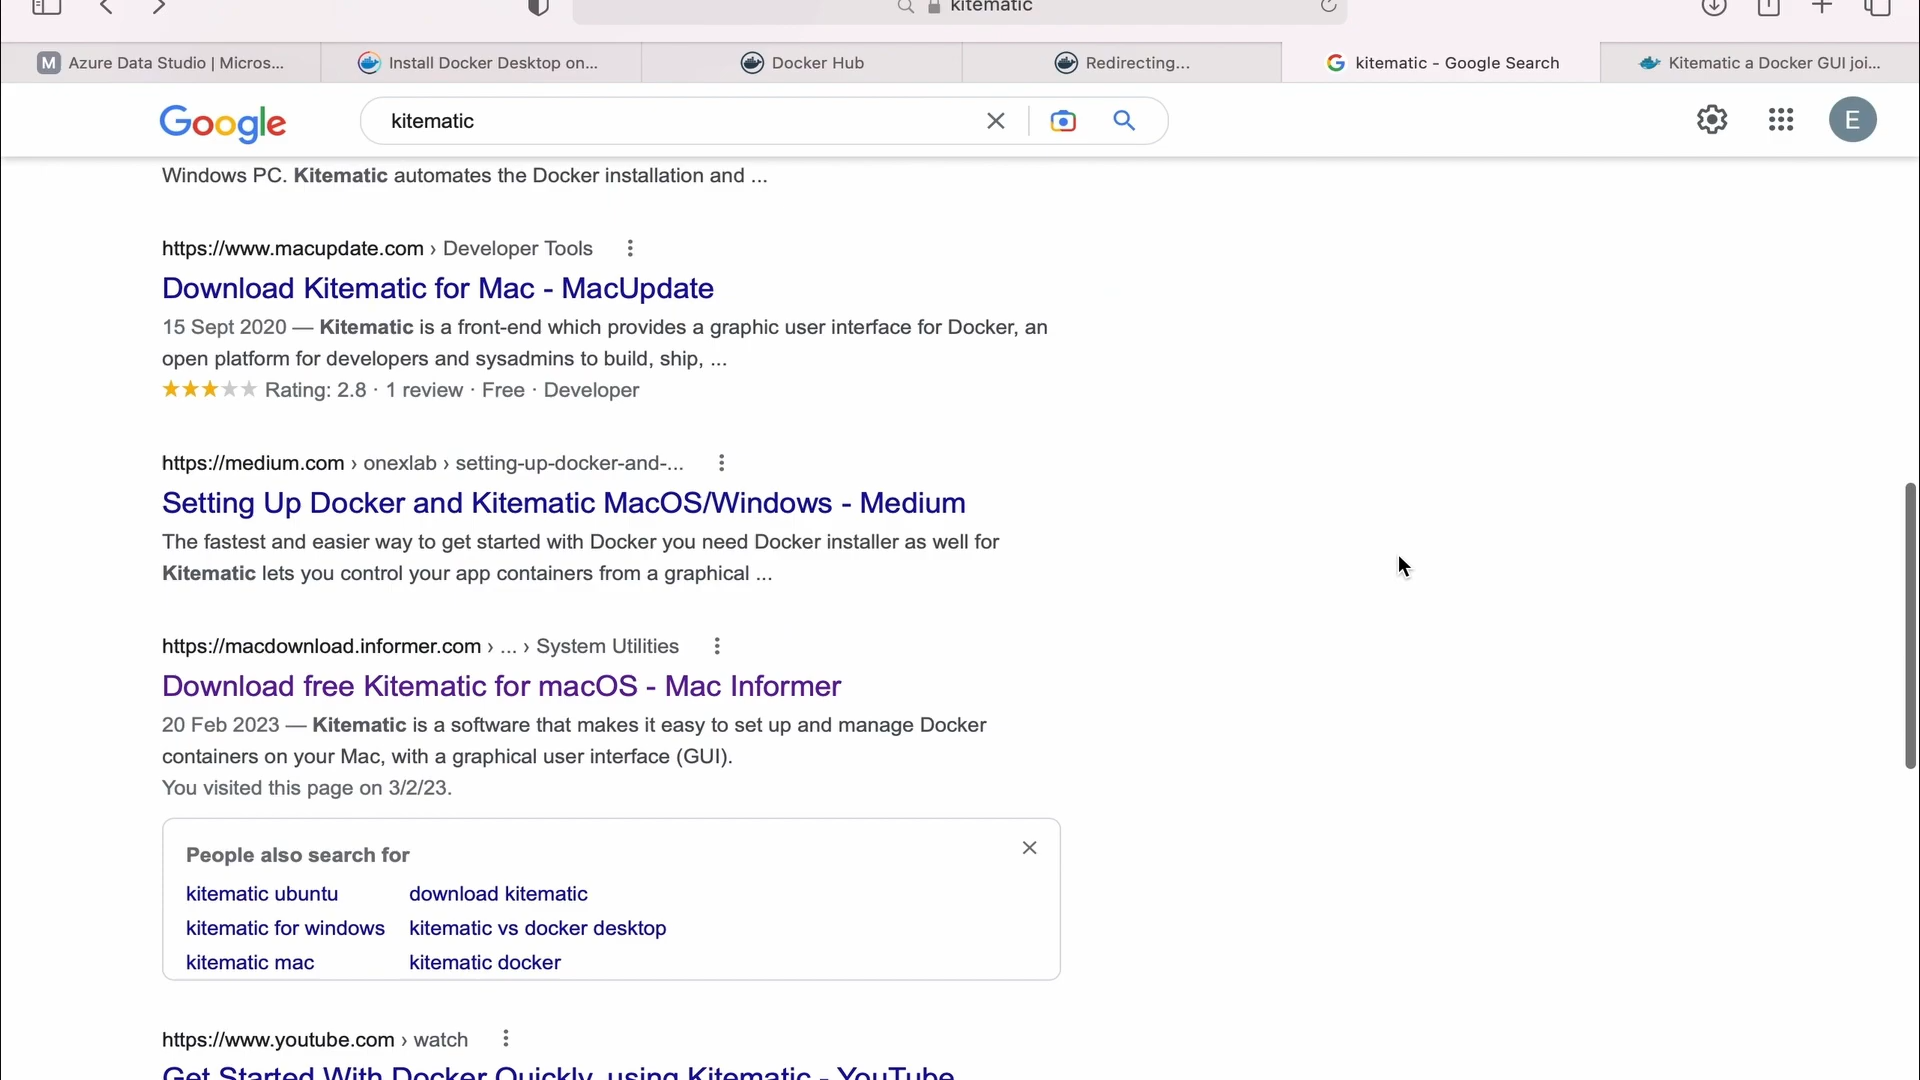 kitematic
M Azure Data Studio | Micros...
Install Docker Desktop on...
Docker Hub
Redirecting...
kitematic - Google Search
Kitematic a Docker GUI joi...
Google
kitematic
E
Windows PC. Kitematic automates the Docker installation and ...
https://www.macupdate.com › Developer Tools
Download Kitematic for Mac - MacUpdate
15 Sept 2020 — Kitematic is a front-end which provides a graphic user interface for Docker, an
open platform for developers and sysadmins to build, ship, ...
Rating: 2.8 · 1 review · Free · Developer
https://medium.com › onexlab › setting-up-docker-and-...
Setting Up Docker and Kitematic MacOS/Windows - Medium
The fastest and easier way to get started with Docker you need Docker installer as well for
Kitematic lets you control your app containers from a graphical ...
https://macdownload.informer.com › ... › System Utilities
Download free Kitematic for macOS - Mac Informer
20 Feb 2023 — Kitematic is a software that makes it easy to set up and manage Docker
containers on your Mac, with a graphical user interface (GUI).
You visited this page on 3/2/23.
People also search for
kitematic ubuntu
download kitematic
kitematic for windows
kitematic vs docker desktop
kitematic mac
kitematic docker
https://www.youtube.com › watch
Get Started With Docker Quickly, using Kitematic - YouTube